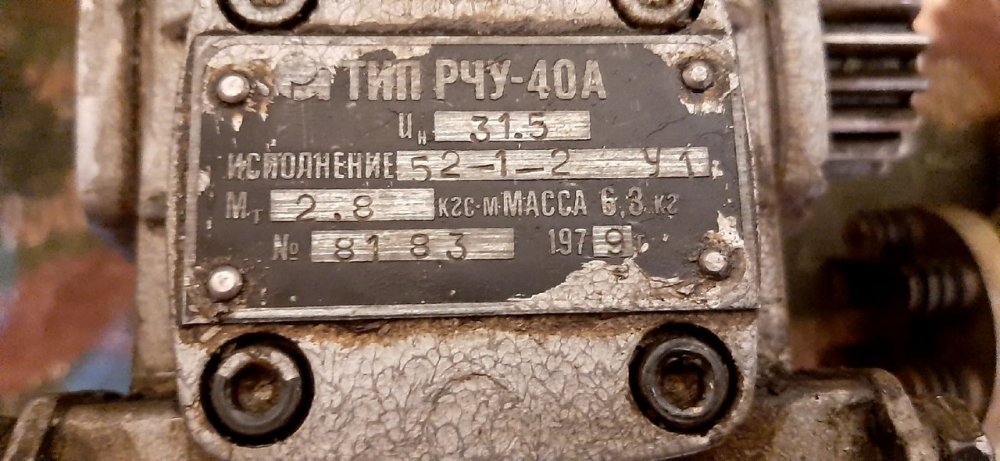 ТИП РЧУ-40А
Uн 31.5
ИСПОЛНЕНИЕ 52-1-2 У1
Мт 2.8 кгс·м МАССА 6,3 кг
№ 8183 1979г.